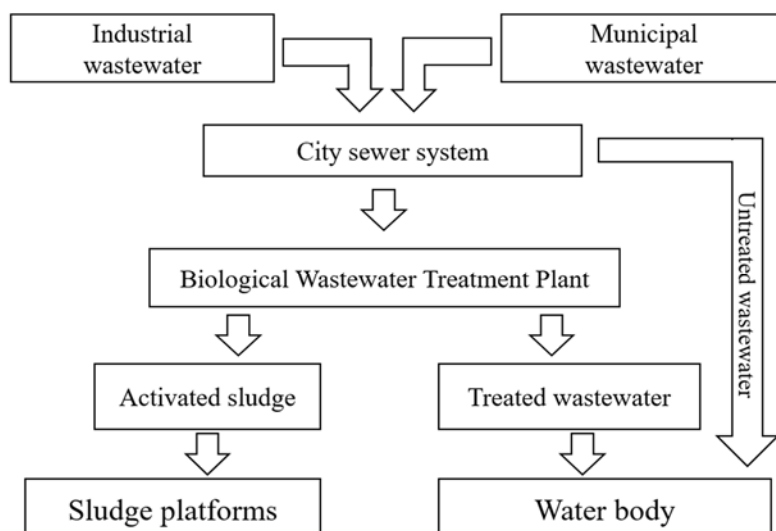 Industrial
wastewater
Municipal
wastewater
City sewer system
Untreated wastewater
Biological Wastewater Treatment Plant
Activated sludge
Treated wastewater
Sludge platforms
Water body